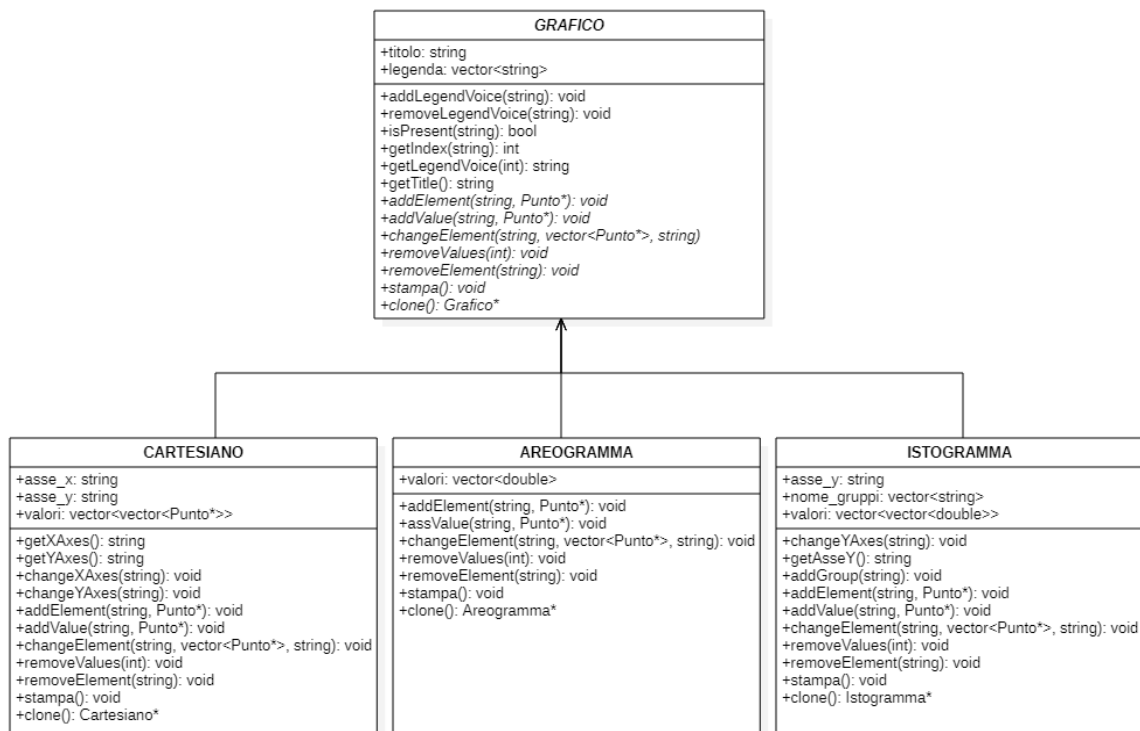 GRAFICO
+titolo: string
+legenda: vector<string>
+addLegendVoice(string): void
+removeLegendVoice(string): void
+isPresent(string): bool
+getIndex(string): int
+getLegendVoice(int): string
+getTitle(): string
+addElement(string, Punto*): void
+addValue(string, Punto*): void
+changeElement(string, vector<Punto*>, string)
+removeValues(int): void
+removeElement(string): void
+stampa(): void
+clone(): Grafico*
CARTESIANO
+asse_x: string
+asse_y: string
+valori: vector<vector<Punto*>>
+getXAxes(): string
+getYAxes(): string
+changeXAxes(string): void
+changeYAxes(string): void
+addElement(string, Punto*): void
+addValue(string, Punto*): void
+changeElement(string, vector<Punto*>, string): void
+removeValues(int): void
+removeElement(string): void
+stampa(): void
+clone(): Cartesiano*
AREOGRAMMA
+valori: vector<double>
+addElement(string, Punto*): void
+assValue(string, Punto*): void
+changeElement(string, vector<Punto*>, string): void
+removeValues(int): void
+removeElement(string): void
+stampa(): void
+clone(): Areogramma*
ISTOGRAMMA
+asse_y: string
+nome_gruppi: vector<string>
+valori: vector<vector<double>>
+changeYAxes(string): void
+getAsseY(): string
+addGroup(string): void
+addElement(string, Punto*): void
+addValue(string, Punto*): void
+changeElement(string, vector<Punto*>, string): void
+removeValues(int): void
+removeElement(string): void
+stampa(): void
+clone(): Istogramma*